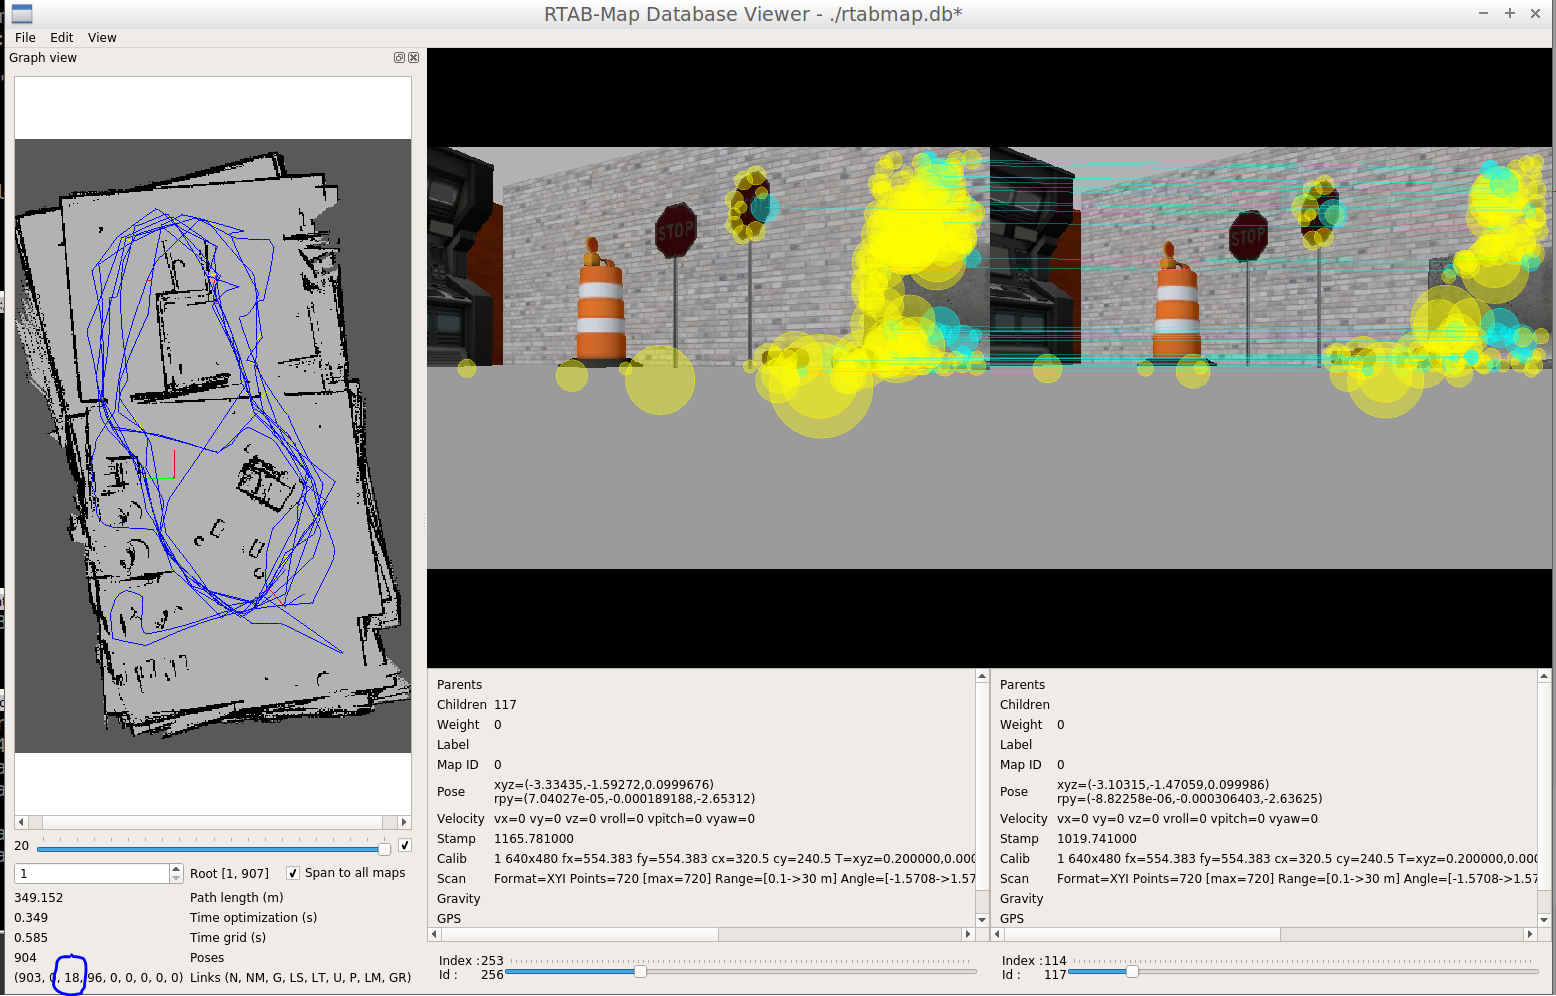 RTAB-Map Database Viewer - ./rtabmap.db*
File Edit View
Graph view
20
1 Root [1, 907] Span to all maps
349.152 Path length (m)
0.349 Time optimization (s)
0.585 Time grid (s)
904 Poses
(903, 0, 18, 96, 0, 0, 0, 0, 0) Links (N, NM, G, LS, LT, U, P, LM, GR)
STOP
STOP
Parents
Children 117
Weight 0
Label
Map ID 0
Pose xyz=(-3.33435,-1.59272,0.0999676)
rpy=(7.04027e-05,-0.000189188,-2.65312)
Velocity vx=0 vy=0 vz=0 vroll=0 vpitch=0 vyaw=0
Stamp 1165.781000
Calib 1 640x480 fx=554.383 fy=554.383 cx=320.5 cy=240.5 T=xyz=0.200000,0.000
Scan Format=XYI Points=720 [max=720] Range=[0.1->30 m] Angle=[-1.5708->1.57
Gravity
GPS
Index : 253
Id : 256
Parents
Children
Weight 0
Label
Map ID 0
Pose xyz=(-3.10315,-1.47059,0.099986)
rpy=(-8.82258e-06,-0.000306403,-2.63625)
Velocity vx=0 vy=0 vz=0 vroll=0 vpitch=0 vyaw=0
Stamp 1019.741000
Calib 1 640x480 fx=554.383 fy=554.383 cx=320.5 cy=240.5 T=xyz=0.200000,0.000
Scan Format=XYI Points=720 [max=720] Range=[0.1->30 m] Angle=[-1.5708->1.57
Gravity
GPS
Index : 114
Id : 117